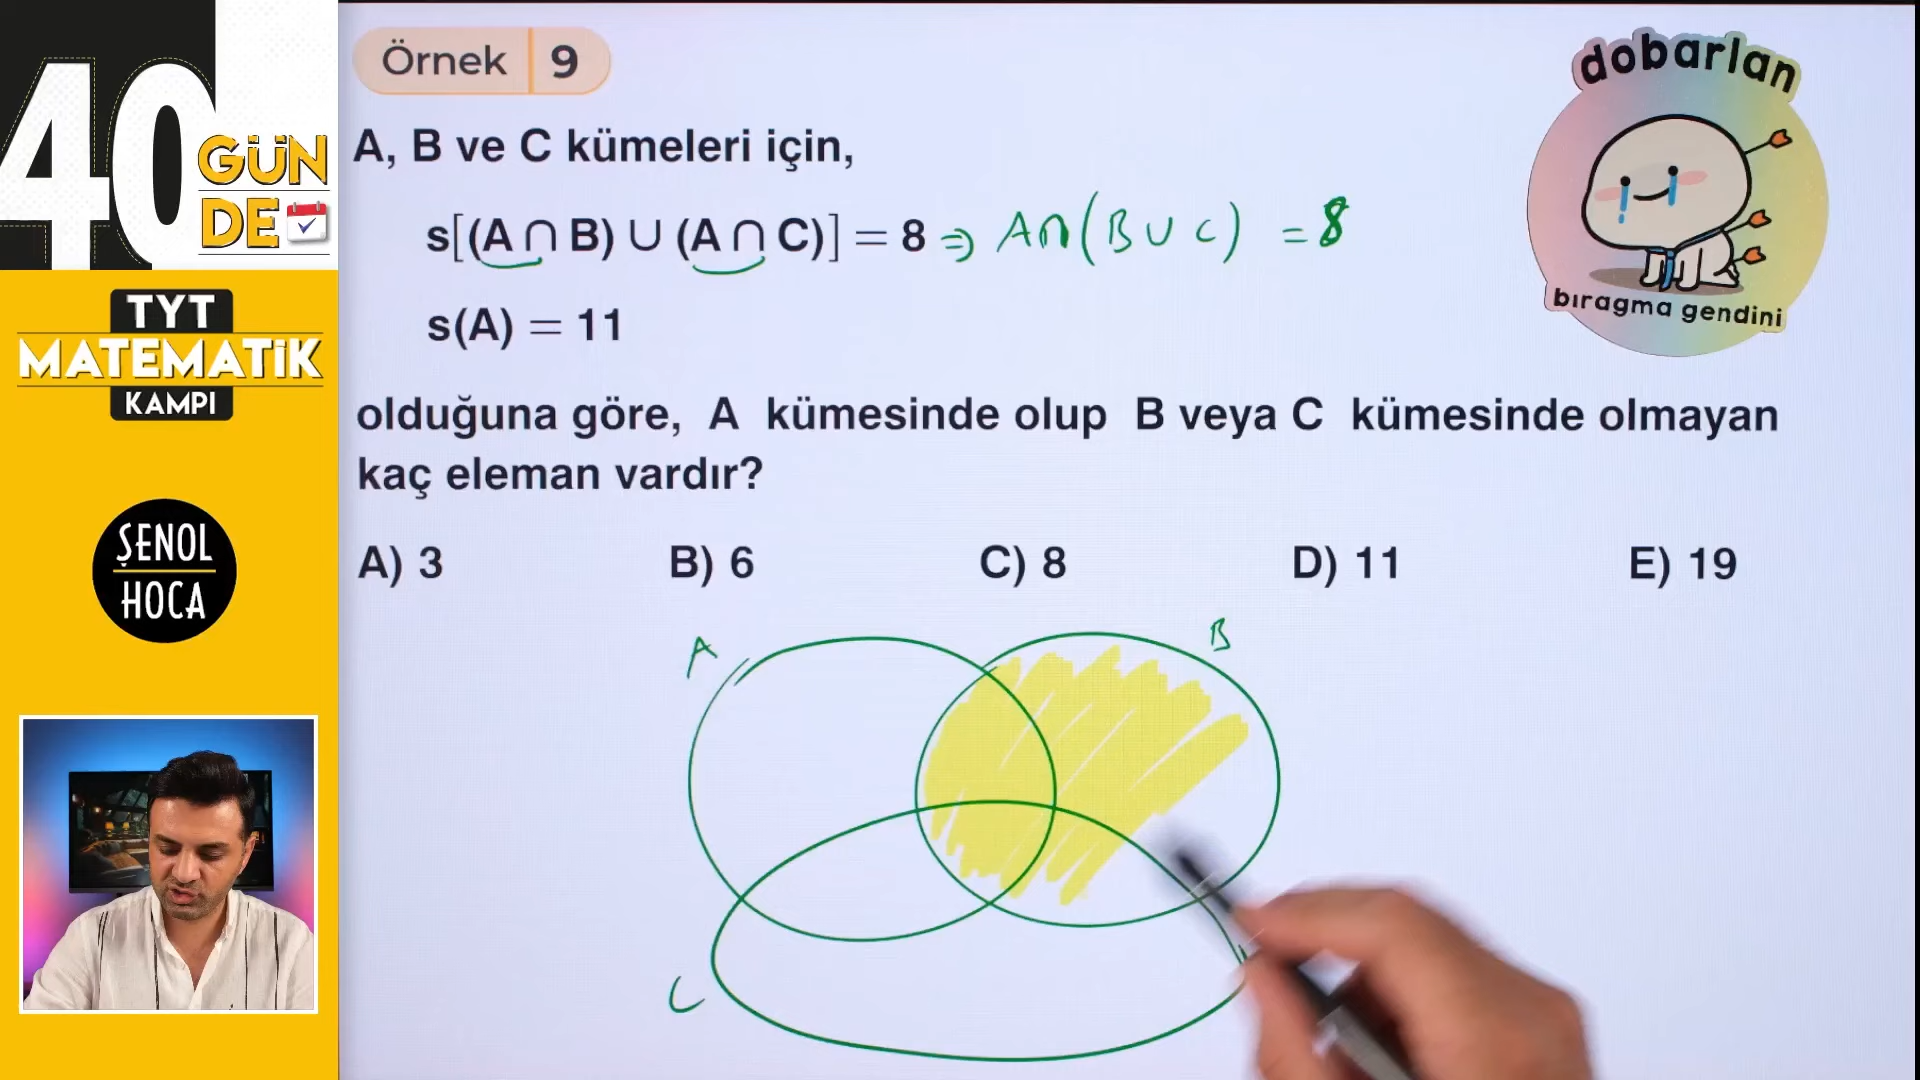 40
GÜN
DE
TYT
MATEMATİK
KAMPI
ŞENOL
HOCA
Örnek 9
A, B ve C kümeleri için,
s[(A ∩ B) ∪ (A ∩ C)] = 8 ⇒ A∩(B∪C) = 8
s(A) = 11
olduğuna göre, A kümesinde olup B veya C kümesinde olmayan
kaç eleman vardır?
A) 3 B) 6 C) 8 D) 11 E) 19
dobarlan
bıragma gendini
A
B
C